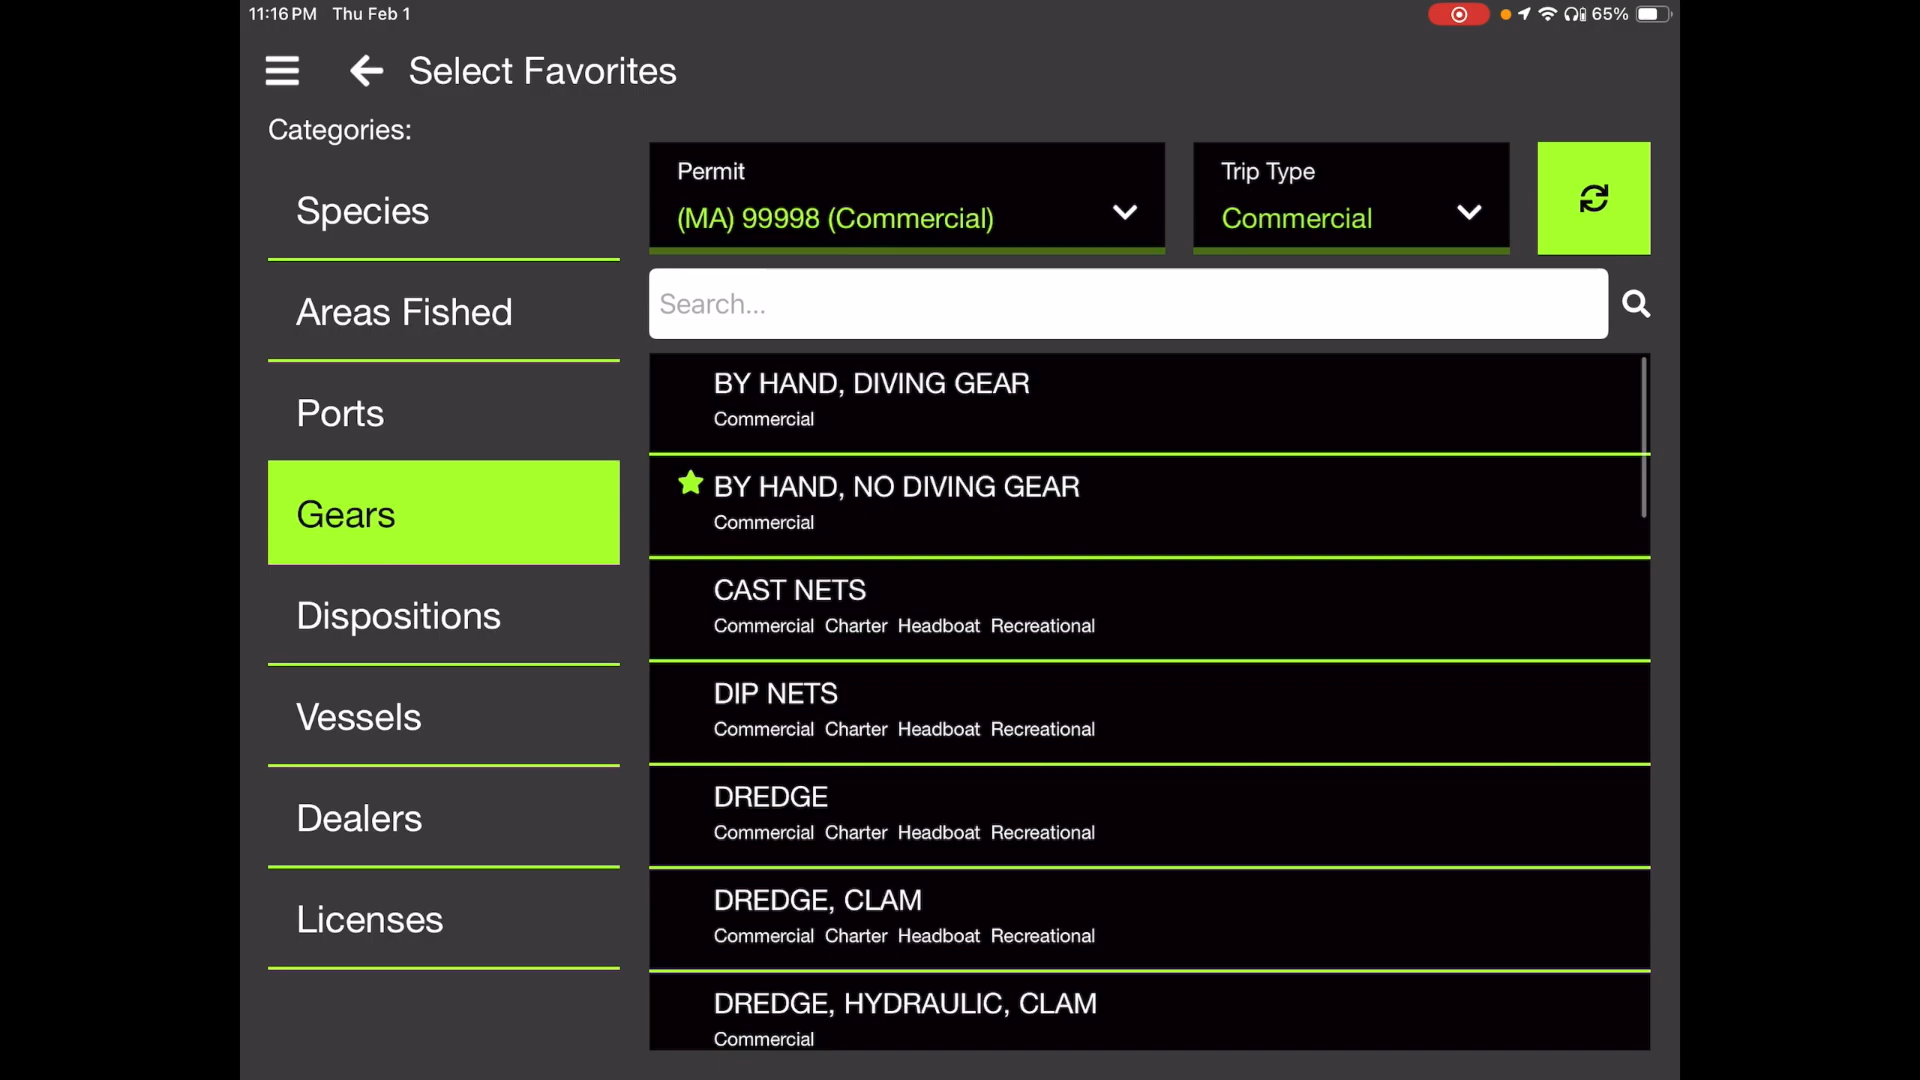 11:16 PM Thu Feb 1
65%
Select Favorites
Categories:
Species
Areas Fished
Ports
Gears
Dispositions
Vessels
Dealers
Licenses
Permit
(MA) 99998 (Commercial)
Trip Type
Commercial
Search...
BY HAND, DIVING GEAR
Commercial
BY HAND, NO DIVING GEAR
Commercial
CAST NETS
Commercial Charter Headboat Recreational
DIP NETS
Commercial Charter Headboat Recreational
DREDGE
Commercial Charter Headboat Recreational
DREDGE, CLAM
Commercial Charter Headboat Recreational
DREDGE, HYDRAULIC, CLAM
Commercial